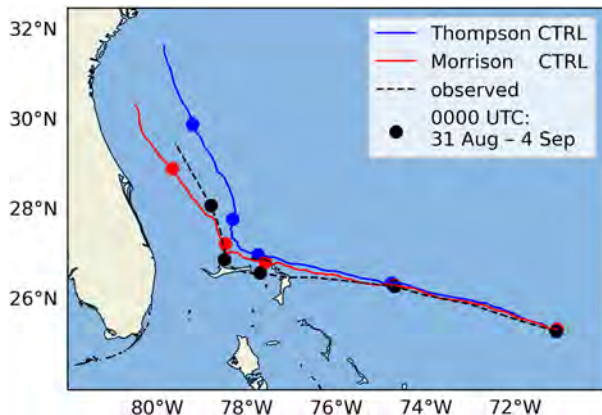 32°N
30°N
28°N
26°N
80°W 78°W 76°W 74°W 72°W
Thompson CTRL
Morrison CTRL
observed
0000 UTC:
31 Aug – 4 Sep